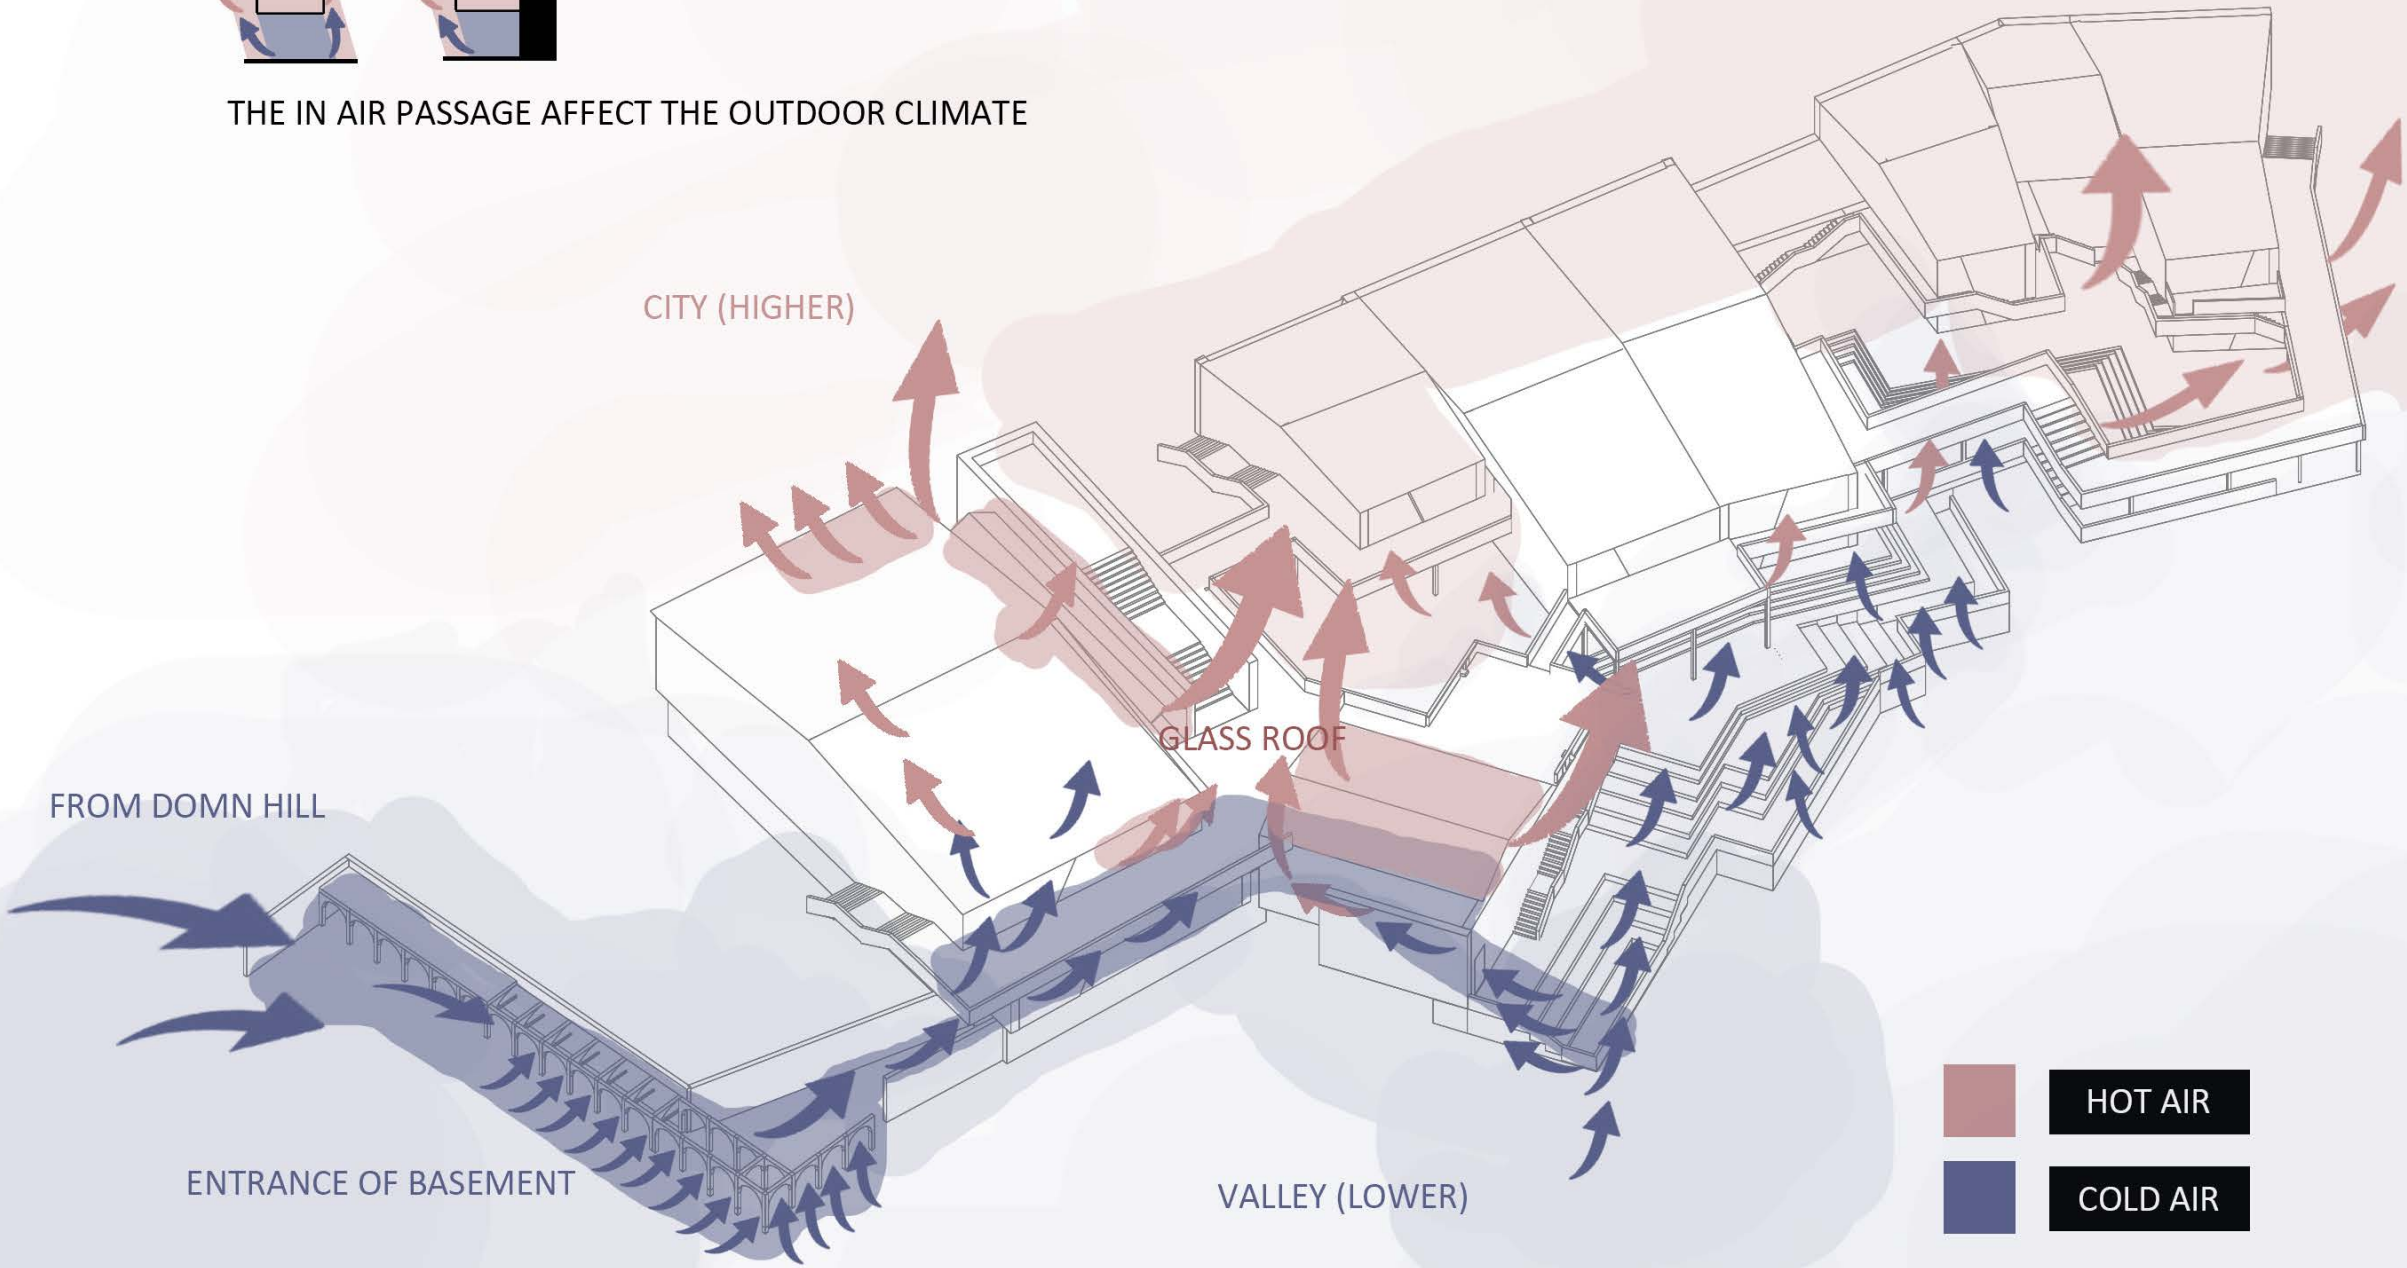 THE IN AIR PASSAGE AFFECT THE OUTDOOR CLIMATE
CITY (HIGHER)
GLASS ROOF
FROM DOMN HILL
ENTRANCE OF BASEMENT
VALLEY (LOWER)
HOT AIR
COLD AIR